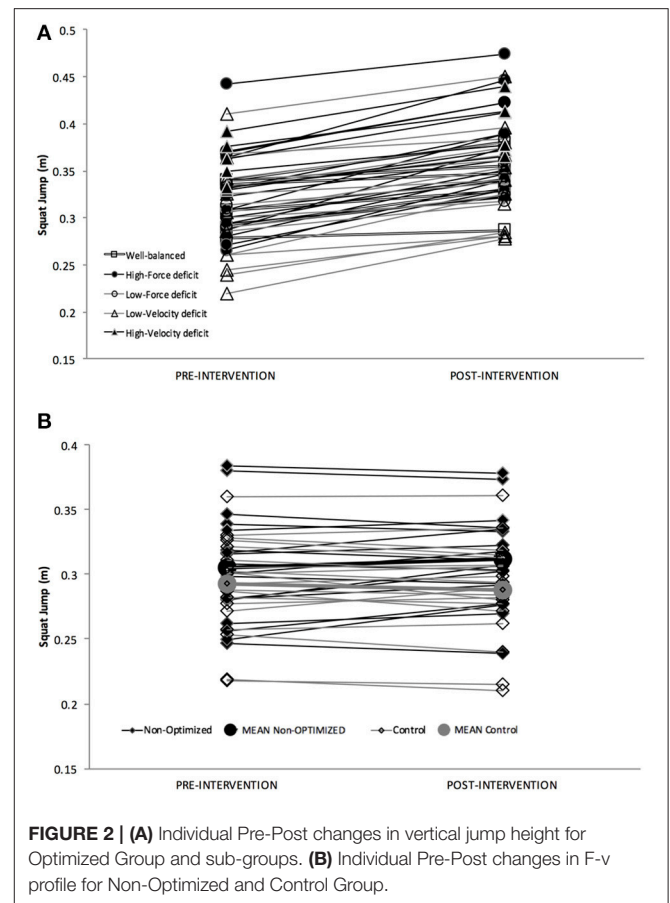 A
0.5
0.45
0.4
0.35
0.3
0.25
0.2
0.15
Squat Jump (m)
Well-balanced
High-Force deficit
Low-Force deficit
Low-Velocity deficit
High-Velocity deficit
PRE-INTERVENTION POST-INTERVENTION
B
0.4
0.35
0.3
0.25
0.2
0.15
Squat Jump (m)
Non-Optimized MEAN Non-OPTIMIZED Control MEAN Control
PRE-INTERVENTION POST-INTERVENTION
FIGURE 2 | (A) Individual Pre-Post changes in vertical jump height for
Optimized Group and sub-groups. (B) Individual Pre-Post changes in F-v
profile for Non-Optimized and Control Group.